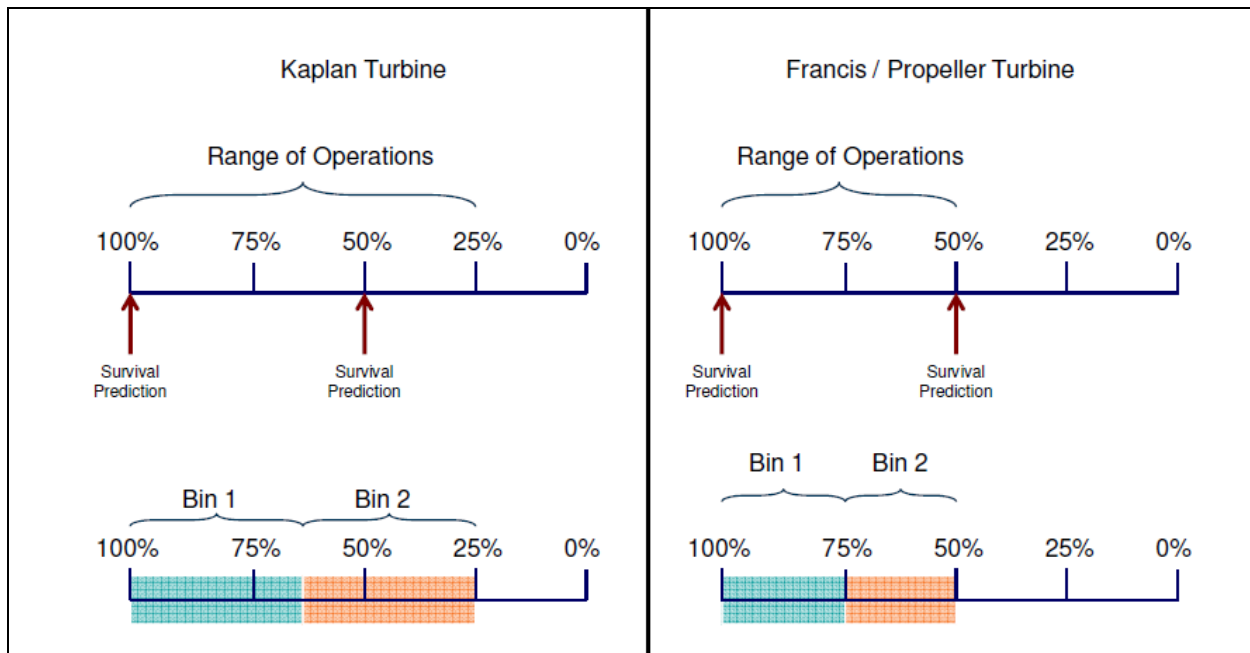 Kaplan Turbine
Range of Operations
100% 75% 50% 25% 0%
Survival
Prediction
Survival
Prediction
Bin 1 Bin 2
100% 75% 50% 25% 0%
Francis / Propeller Turbine
Range of Operations
100% 75% 50% 25% 0%
Survival
Prediction
Survival
Prediction
Bin 1 Bin 2
100% 75% 50% 25% 0%